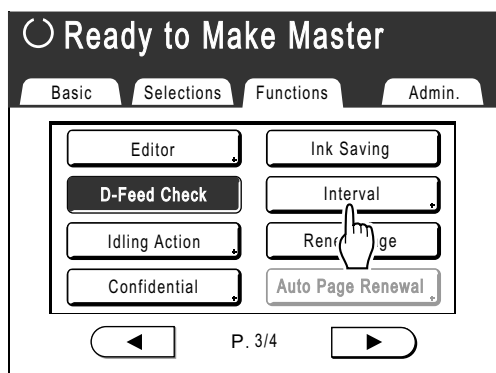 Ready to Make Master
Basic Selections Functions Admin.
Editor Ink Saving
D-Feed Check Interval
Idling Action
Confidential Auto Page Renewal
P. 3/4